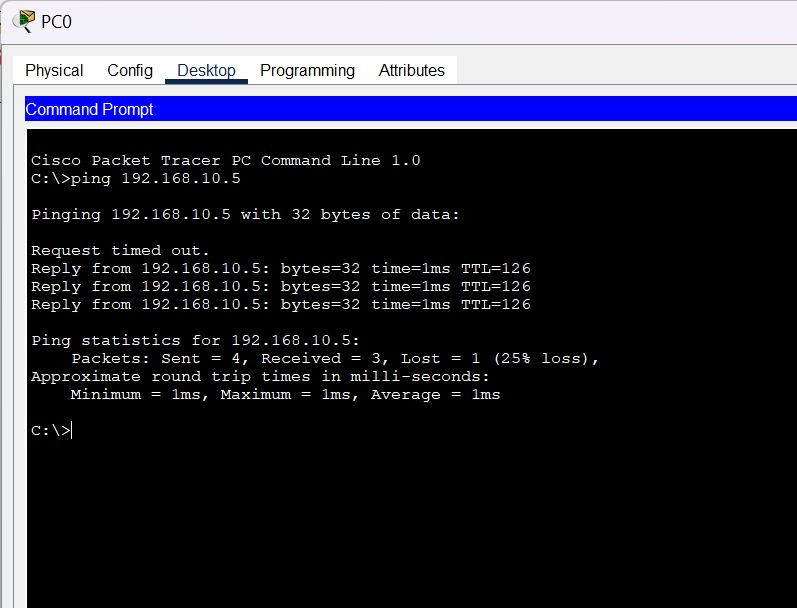 PC0
Physical Config Desktop Programming Attributes
Command Prompt
Cisco Packet Tracer PC Command Line 1.0
C:\>ping 192.168.10.5
Pinging 192.168.10.5 with 32 bytes of data:
Request timed out.
Reply from 192.168.10.5: bytes=32 time=1ms TTL=126
Reply from 192.168.10.5: bytes=32 time=1ms TTL=126
Reply from 192.168.10.5: bytes=32 time=1ms TTL=126
Ping statistics for 192.168.10.5:
    Packets: Sent = 4, Received = 3, Lost = 1 (25% loss),
Approximate round trip times in milli-seconds:
    Minimum = 1ms, Maximum = 1ms, Average = 1ms
C:\>